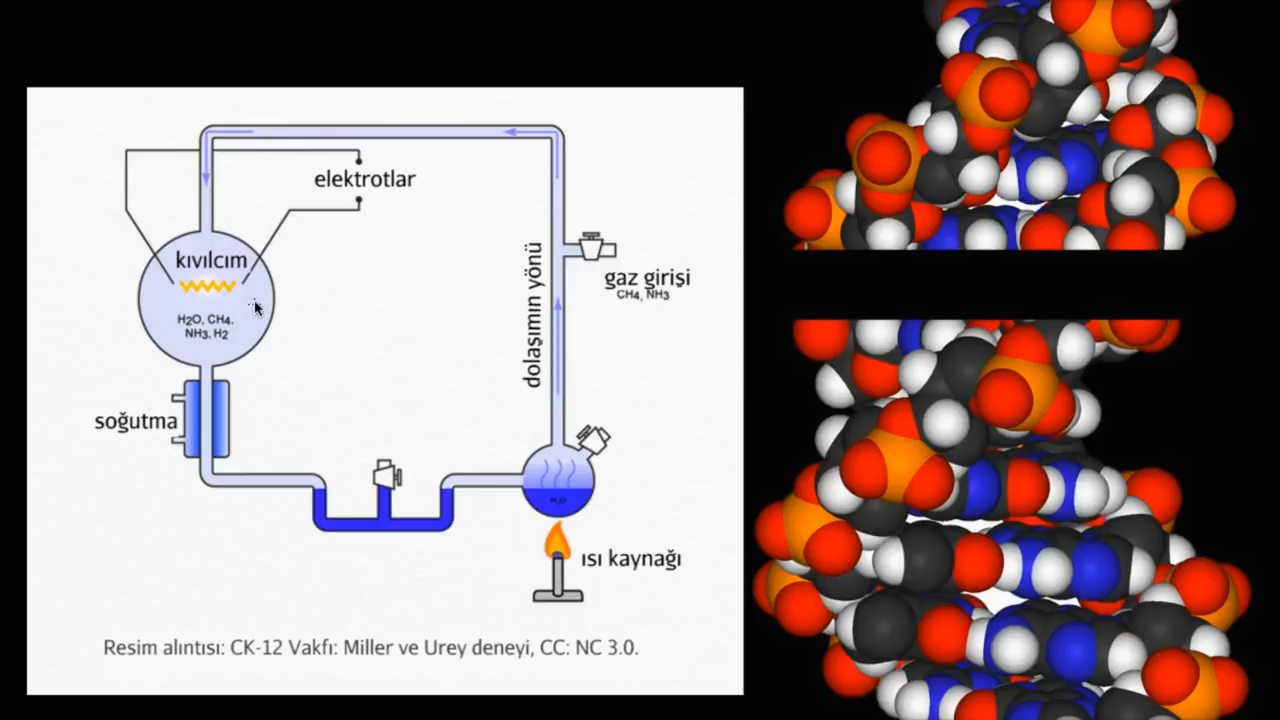 elektrotlar
kıvılcım
H2O, CH4.
NH3, H2
dolaşımın yönü
gaz girişi
CH4, NH3
soğutma
H2O
ısı kaynağı
Resim alıntısı: CK-12 Vakfı: Miller ve Urey deneyi, CC: NC 3.0.